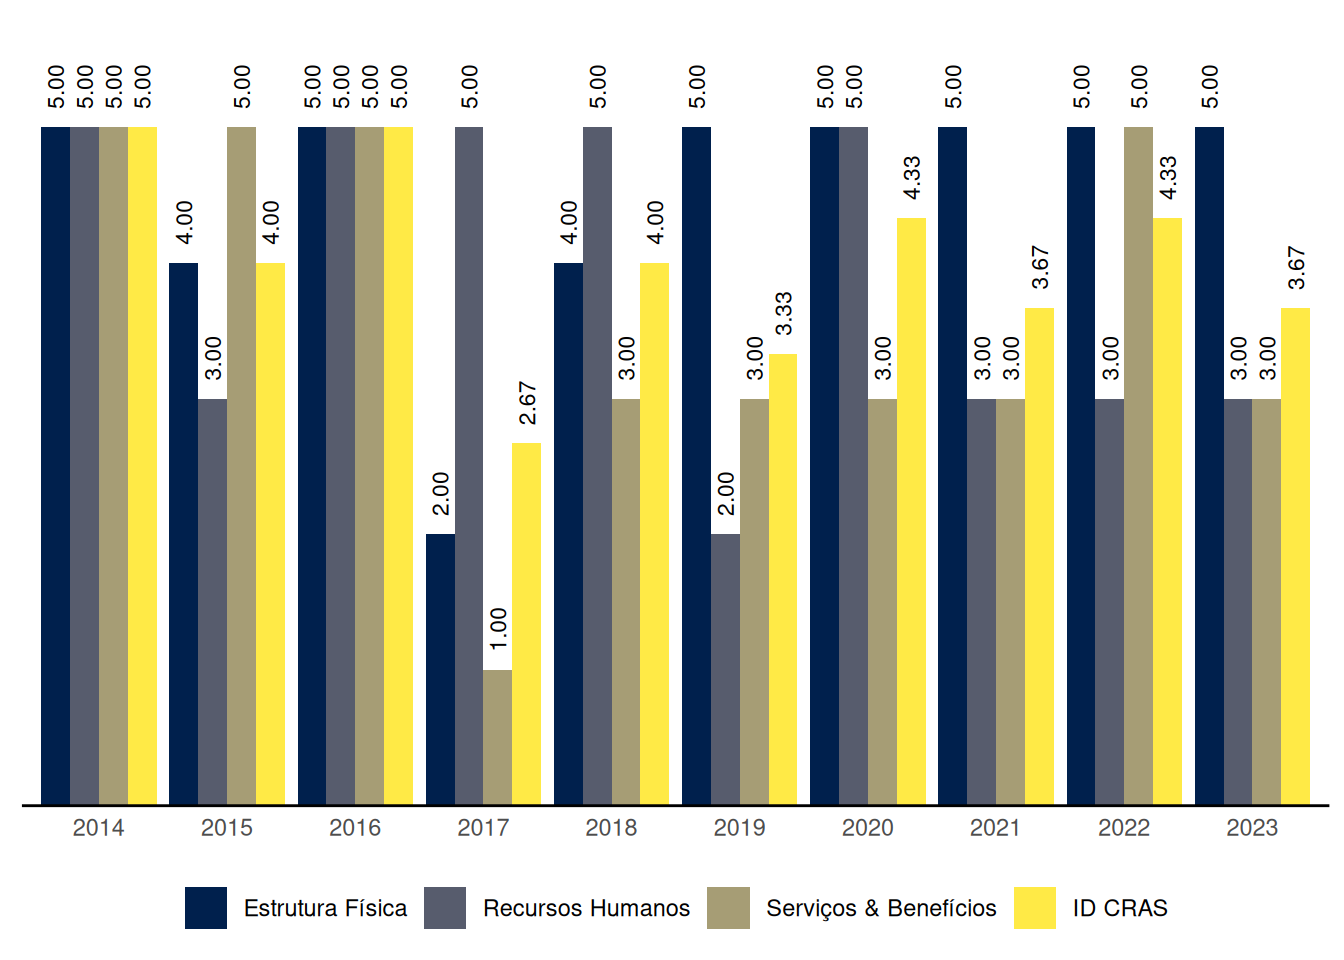 5.00 5.00 5.00 5.00 4.00 3.00 5.00 4.00 5.00 5.00 5.00 5.00 2.00 5.00 1.00 2.67 4.00 5.00 3.00 4.00 5.00 2.00 3.00 3.33 5.00 5.00 3.00 4.33 5.00 3.00 3.00 3.67 5.00 3.00 5.00 4.33 5.00 3.00 3.00 3.67
2014 2015 2016 2017 2018 2019 2020 2021 2022 2023
Estrutura Física Recursos Humanos Serviços & Benefícios ID CRAS